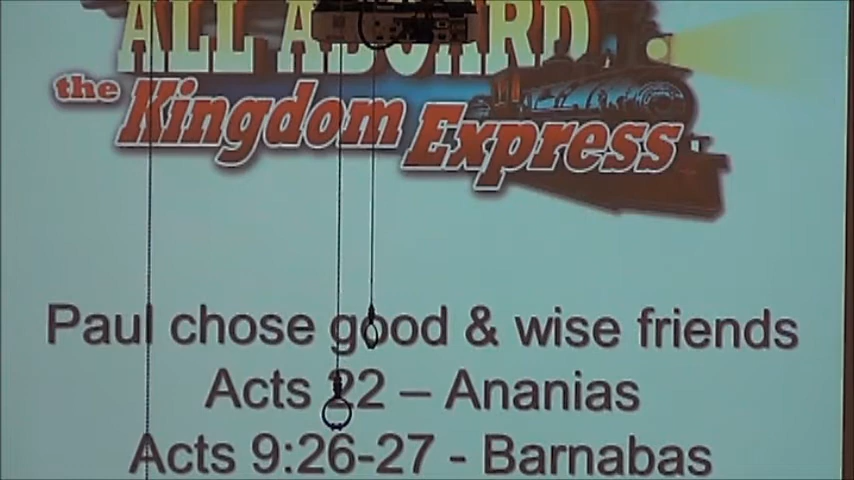 ALL ABOARD
the Kingdom Express
Paul chose good & wise friends
Acts 22 – Ananias
Acts 9:26-27 - Barnabas